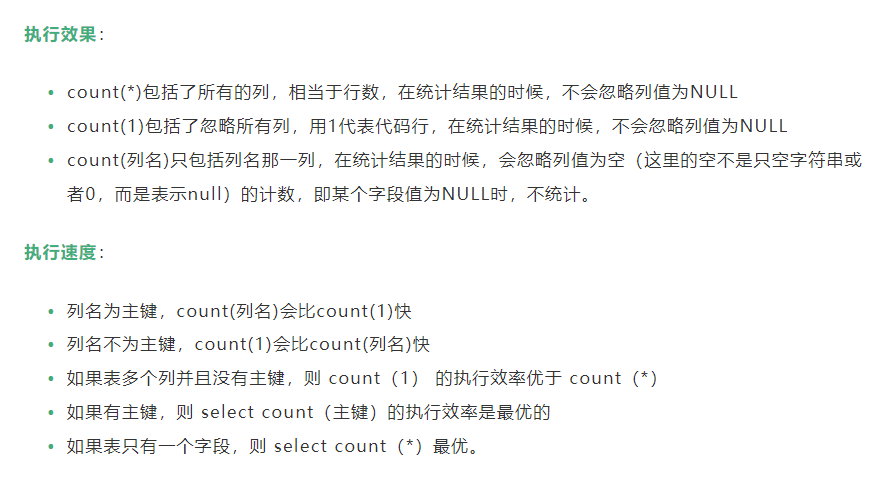 执行效果：
count(*)包括了所有的列，相当于行数，在统计结果的时候，不会忽略列值为NULL
count(1)包括了忽略所有列，用1代表代码行，在统计结果的时候，不会忽略列值为NULL
count(列名)只包括列名那一列，在统计结果的时候，会忽略列值为空（这里的空不是只空字符串或
者0，而是表示null）的计数，即某个字段值为NULL时，不统计。
执行速度：
列名为主键，count(列名)会比count(1)快
列名不为主键，count(1)会比count(列名)快
如果表多个列并且没有主键，则 count（1） 的执行效率优于 count（*）
如果有主键，则 select count（主键）的执行效率是最优的
如果表只有一个字段，则 select count（*）最优。